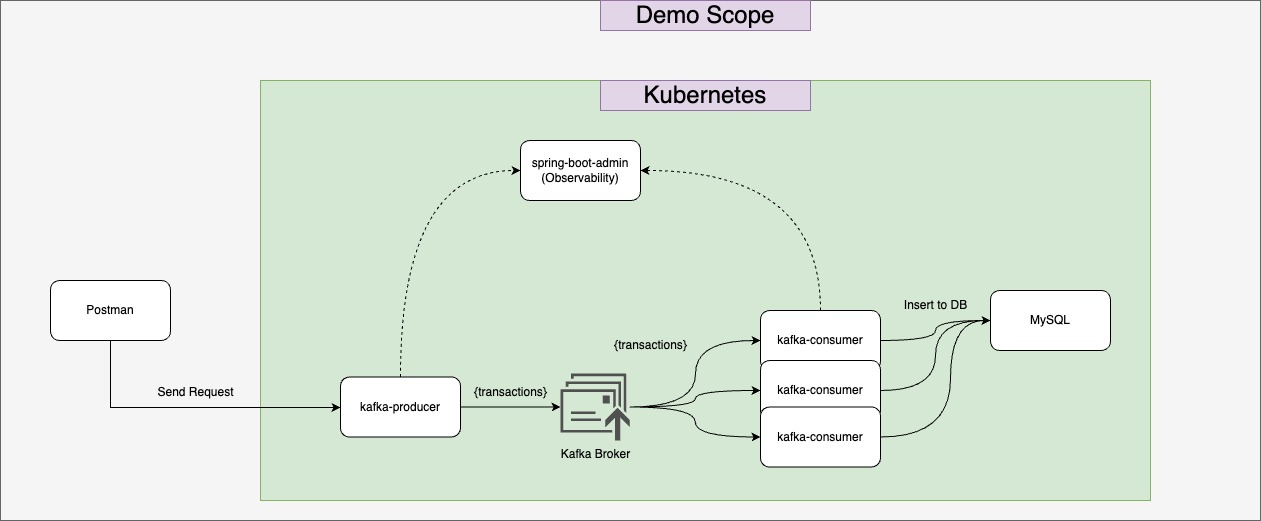 Demo Scope
Kubernetes
spring-boot-admin
(Observability)
Postman
Send Request
kafka-producer
{transactions}
Kafka Broker
{transactions}
kafka-consumer
kafka-consumer
kafka-consumer
Insert to DB
MySQL